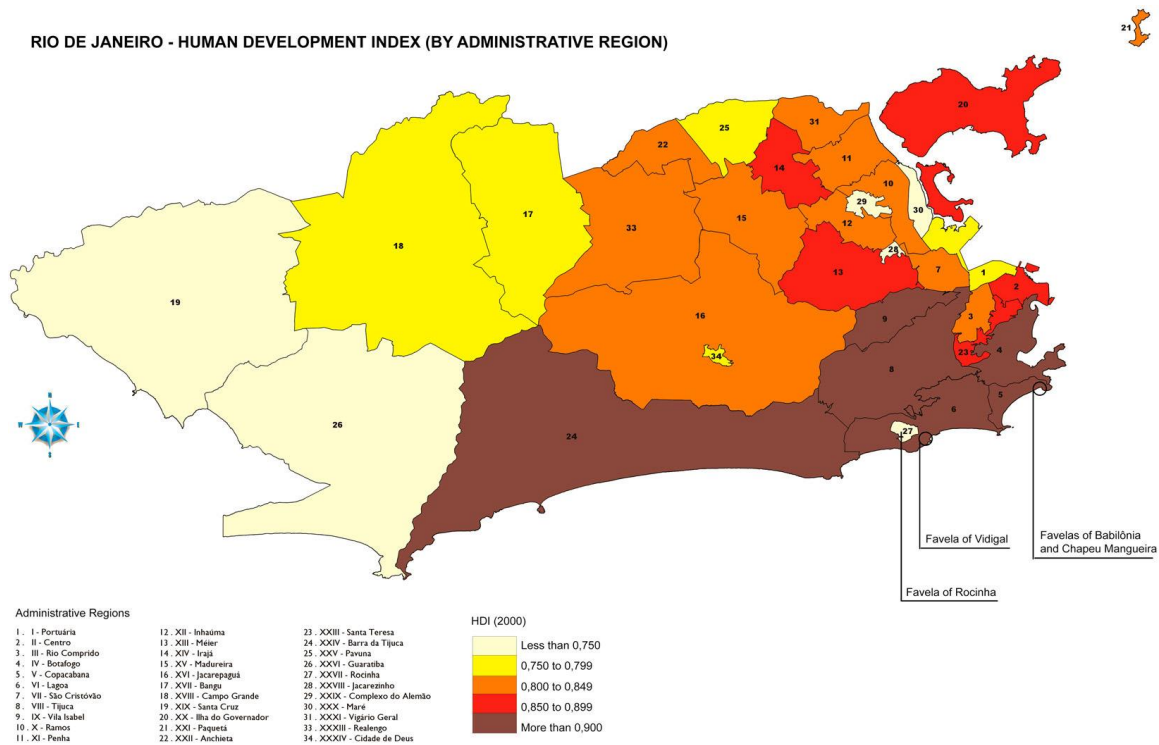 RIO DE JANEIRO - HUMAN DEVELOPMENT INDEX (BY ADMINISTRATIVE REGION)
21
20
31
25
22
11
14
10
29
30
17
15
12
33
18
28
7
13
1
2
19
16
3
9
23
4
34
8
5
6
26
27
24
N
W
E
S
Favela of Vidigal
Favelas of Babilônia
and Chapeu Mangueira
Favela of Rocinha
Administrative Regions
1 . I - Portuária
2 . II - Centro
3 . III - Rio Comprido
4 . IV - Botafogo
5 . V - Copacabana
6 . VI - Lagoa
7 . VII - São Cristóvão
8 . VIII - Tijuca
9 . IX - Vila Isabel
10 . X - Ramos
11 . XI - Penha
12 . XII - Inhaúma
13 . XIII - Méier
14 . XIV - Irajá
15 . XV - Madureira
16 . XVI - Jacarepaguá
17 . XVII - Bangu
18 . XVIII - Campo Grande
19 . XIX - Santa Cruz
20 . XX - Ilha do Governador
21 . XXI - Paquetá
22 . XXII - Anchieta
23 . XXIII - Santa Teresa
24 . XXIV - Barra da Tijuca
25 . XXV - Pavuna
26 . XXVI - Guaratiba
27 . XXVII - Rocinha
28 . XXVIII - Jacarezinho
29 . XXIX - Complexo do Alemão
30 . XXX - Maré
31 . XXXI - Vigário Geral
33 . XXXIII - Realengo
34 . XXXIV - Cidade de Deus
HDI (2000)
Less than 0,750
0,750 to 0,799
0,800 to 0,849
0,850 to 0,899
More than 0,900